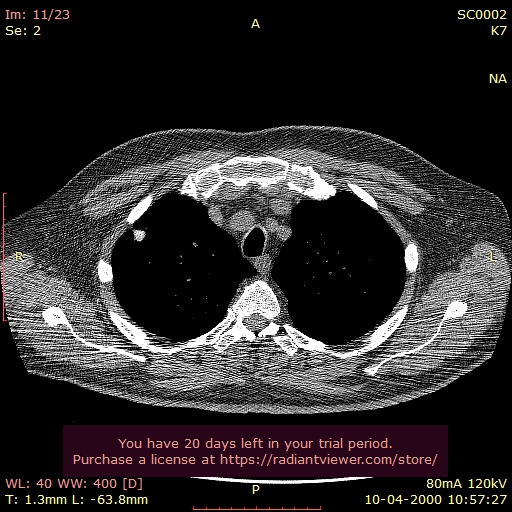 Im: 11/23
Se: 2
A
SC0002
K7
NA
R
L
You have 20 days left in your trial period.
Purchase a license at https://radiantviewer.com/store/
WL: 40 WW: 400 [D]
T: 1.3mm L: -63.8mm
P
80mA 120kV
10-04-2000 10:57:27